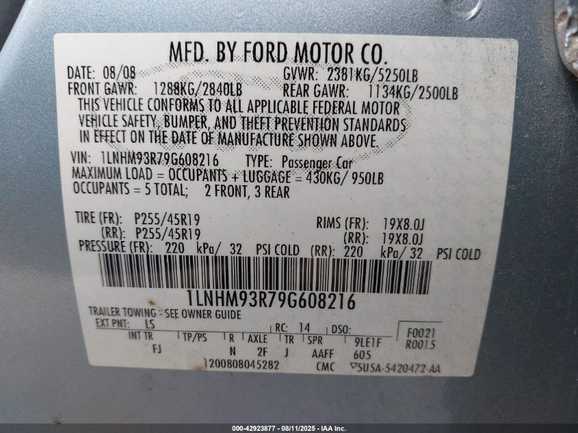 MFD. BY FORD MOTOR CO.
DATE: 08/08 GVWR: 2381KG/5250LB
FRONT GAWR: 1288KG/2840LB REAR GAWR: 1134KG/2500LB
THIS VEHICLE CONFORMS TO ALL APPLICABLE FEDERAL MOTOR
VEHICLE SAFETY, BUMPER, AND THEFT PREVENTION STANDARDS
IN EFFECT ON THE DATE OF MANUFACTURE SHOWN ABOVE.
VIN: 1LNHM93R79G608216 TYPE: Passenger Car
MAXIMUM LOAD = OCCUPANTS + LUGGAGE = 430KG/ 950LB
OCCUPANTS = 5 TOTAL; 2 FRONT, 3 REAR
TIRE (FR): P255/45R19 RIMS (FR): 19X8.0J
(RR): P255/45R19 (RR): 19X8.0J
PRESSURE (FR): 220 kPa/ 32 PSI COLD (RR): 220 kPa/ 32 PSI COLD
1LNHM93R79G608216
TRAILER TOWING - SEE OWNER GUIDE
EXT PNT: LS RC: 14 DSO: F0021
INT TR TP/PS R AXLE TR SPR 9LE1F R0015
FJ N 2F J AAFF 605
1200808045282 CMC 5U5A-5420472-AA
000-42923877 - 08/11/2025 - IAAI.COM